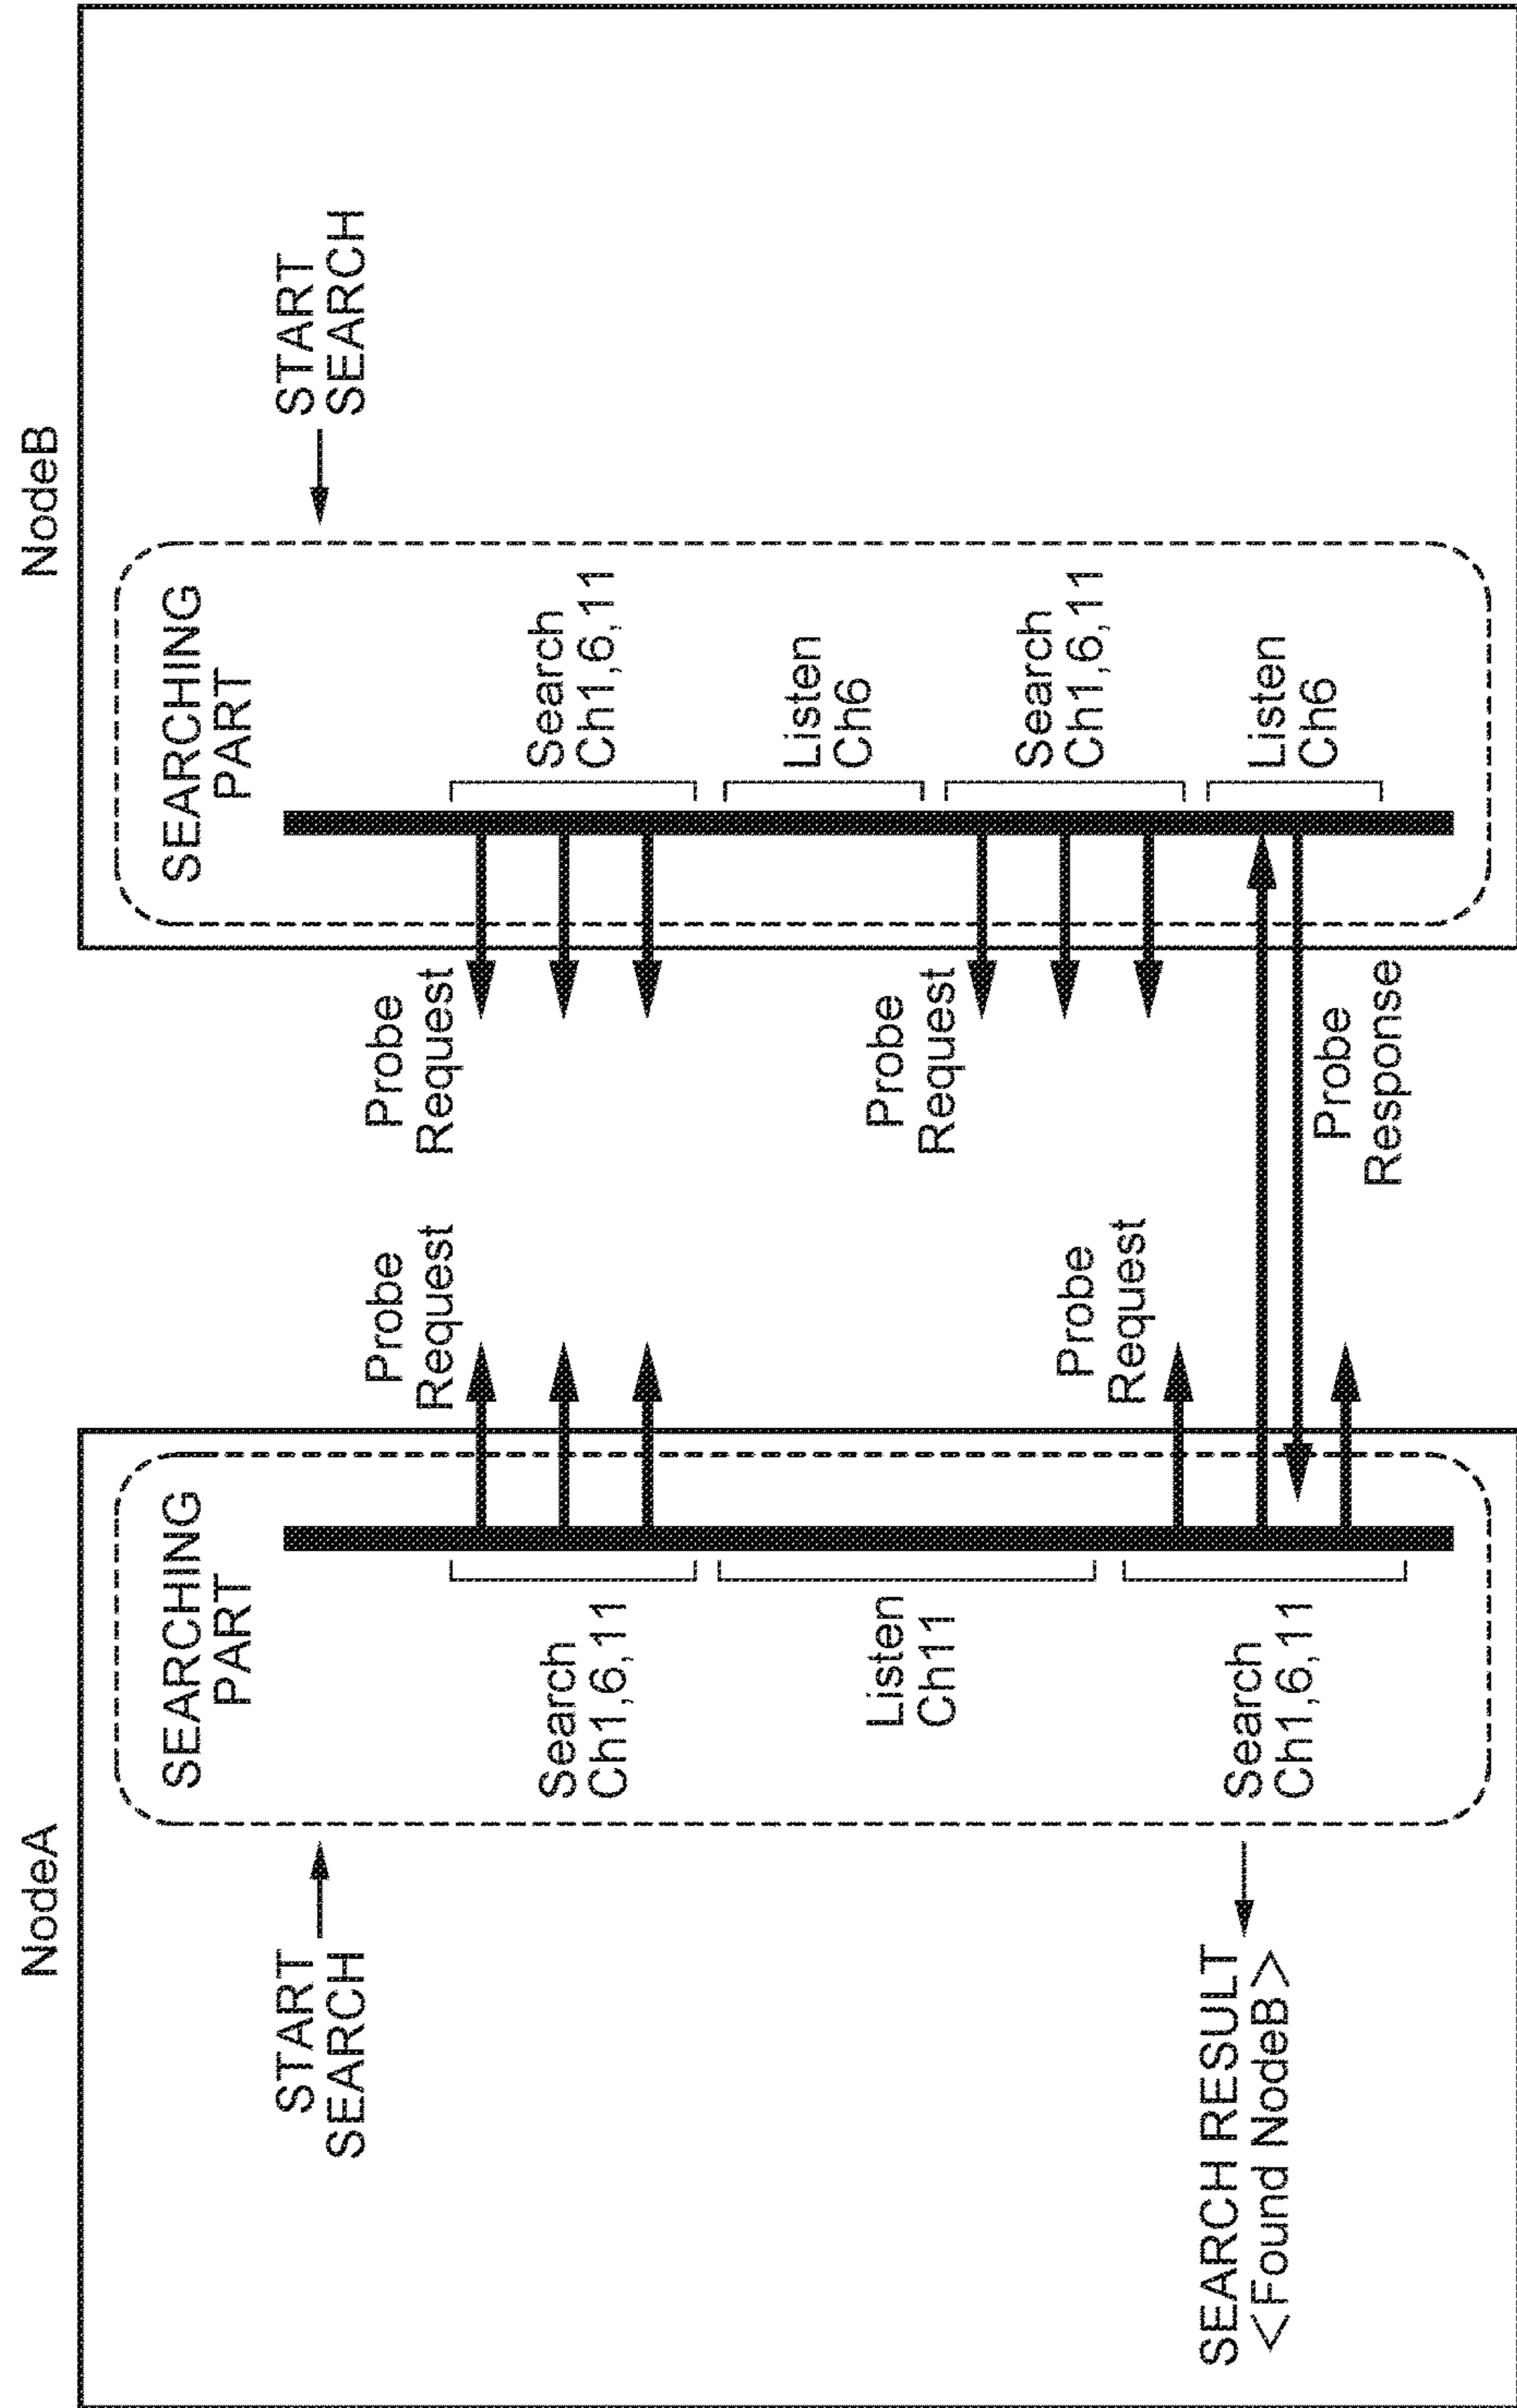 NodeA
START
SEARCH
SEARCHING
PART
Search
Ch1,6,11
Listen
Ch11
Search
Ch1,6,11
SEARCH RESULT
<Found NodeB>
Probe
Request
Probe
Request
Probe
Request
Probe
Request
Probe
Response
NodeB
SEARCHING
PART
START
SEARCH
Search
Ch1,6,11
Listen
Ch6
Search
Ch1,6,11
Listen
Ch6